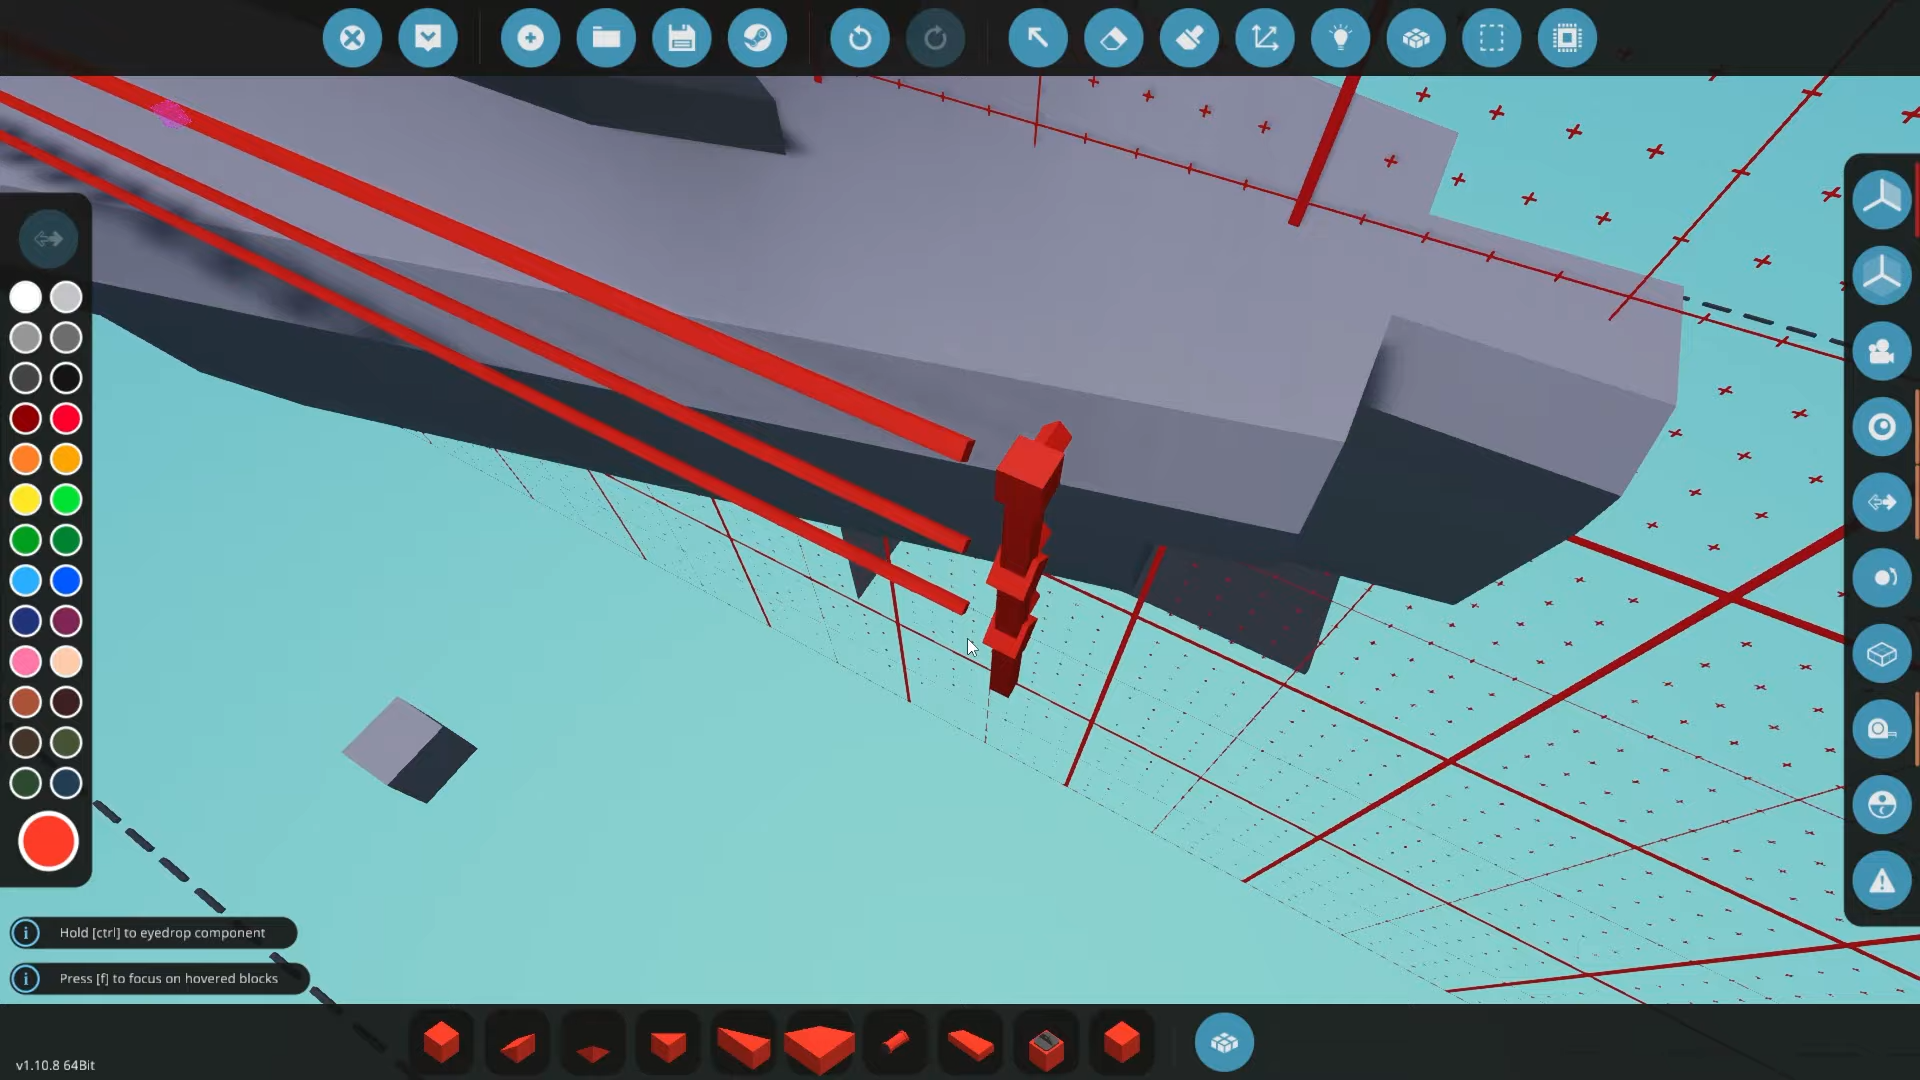 Hold [ctrl] to eyedrop component
Press [f] to focus on hovered blocks
v1.10.8 64Bit